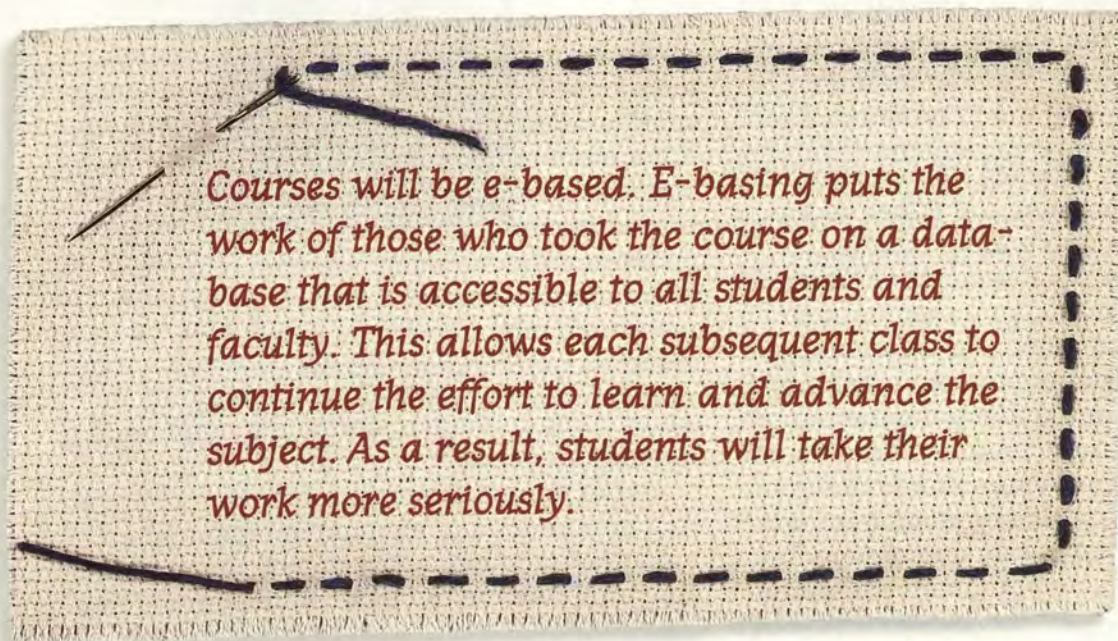 Courses will be e-based. E-basing puts the
work of those who took the course on a data-
base that is accessible to all students and
faculty. This allows each subsequent class to
continue the effort to learn and advance the
subject. As a result, students will take their
work more seriously.